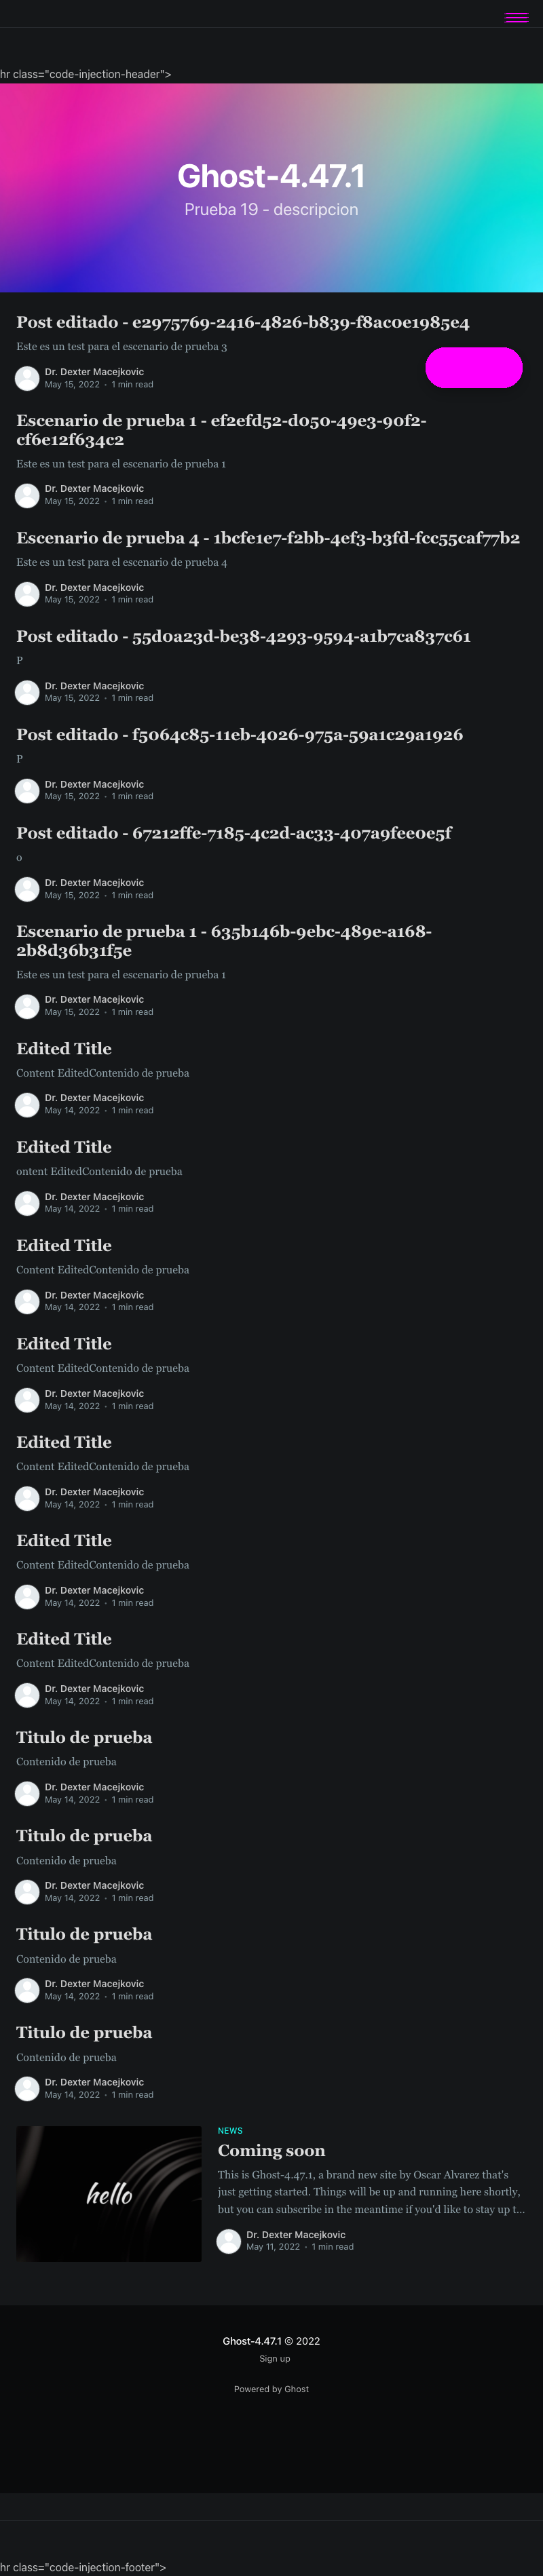 hr class="code-injection-header">
Ghost-4.47.1
Prueba 19 - descripcion
Post editado - e2975769-2416-4826-b839-f8ac0e1985e4
Este es un test para el escenario de prueba 3
Dr. Dexter Macejkovic
May 15, 2022 • 1 min read
Escenario de prueba 1 - ef2efd52-d050-49e3-90f2-
cf6e12f634c2
Este es un test para el escenario de prueba 1
Dr. Dexter Macejkovic
May 15, 2022 • 1 min read
Escenario de prueba 4 - 1bcfe1e7-f2bb-4ef3-b3fd-fcc55caf77b2
Este es un test para el escenario de prueba 4
Dr. Dexter Macejkovic
May 15, 2022 • 1 min read
Post editado - 55d0a23d-be38-4293-9594-a1b7ca837c61
P
Dr. Dexter Macejkovic
May 15, 2022 • 1 min read
Post editado - f5064c85-11eb-4026-975a-59a1c29a1926
P
Dr. Dexter Macejkovic
May 15, 2022 • 1 min read
Post editado - 67212ffe-7185-4c2d-ac33-407a9fee0e5f
o
Dr. Dexter Macejkovic
May 15, 2022 • 1 min read
Escenario de prueba 1 - 635b146b-9ebc-489e-a168-
2b8d36b31f5e
Este es un test para el escenario de prueba 1
Dr. Dexter Macejkovic
May 15, 2022 • 1 min read
Edited Title
Content EditedContenido de prueba
Dr. Dexter Macejkovic
May 14, 2022 • 1 min read
Edited Title
ontent EditedContenido de prueba
Dr. Dexter Macejkovic
May 14, 2022 • 1 min read
Edited Title
Content EditedContenido de prueba
Dr. Dexter Macejkovic
May 14, 2022 • 1 min read
Edited Title
Content EditedContenido de prueba
Dr. Dexter Macejkovic
May 14, 2022 • 1 min read
Edited Title
Content EditedContenido de prueba
Dr. Dexter Macejkovic
May 14, 2022 • 1 min read
Edited Title
Content EditedContenido de prueba
Dr. Dexter Macejkovic
May 14, 2022 • 1 min read
Edited Title
Content EditedContenido de prueba
Dr. Dexter Macejkovic
May 14, 2022 • 1 min read
Titulo de prueba
Contenido de prueba
Dr. Dexter Macejkovic
May 14, 2022 • 1 min read
Titulo de prueba
Contenido de prueba
Dr. Dexter Macejkovic
May 14, 2022 • 1 min read
Titulo de prueba
Contenido de prueba
Dr. Dexter Macejkovic
May 14, 2022 • 1 min read
Titulo de prueba
Contenido de prueba
Dr. Dexter Macejkovic
May 14, 2022 • 1 min read
hello
NEWS
Coming soon
This is Ghost-4.47.1, a brand new site by Oscar Alvarez that's
just getting started. Things will be up and running here shortly,
but you can subscribe in the meantime if you'd like to stay up t...
Dr. Dexter Macejkovic
May 11, 2022 • 1 min read
Ghost-4.47.1 © 2022
Sign up
Powered by Ghost
hr class="code-injection-footer">